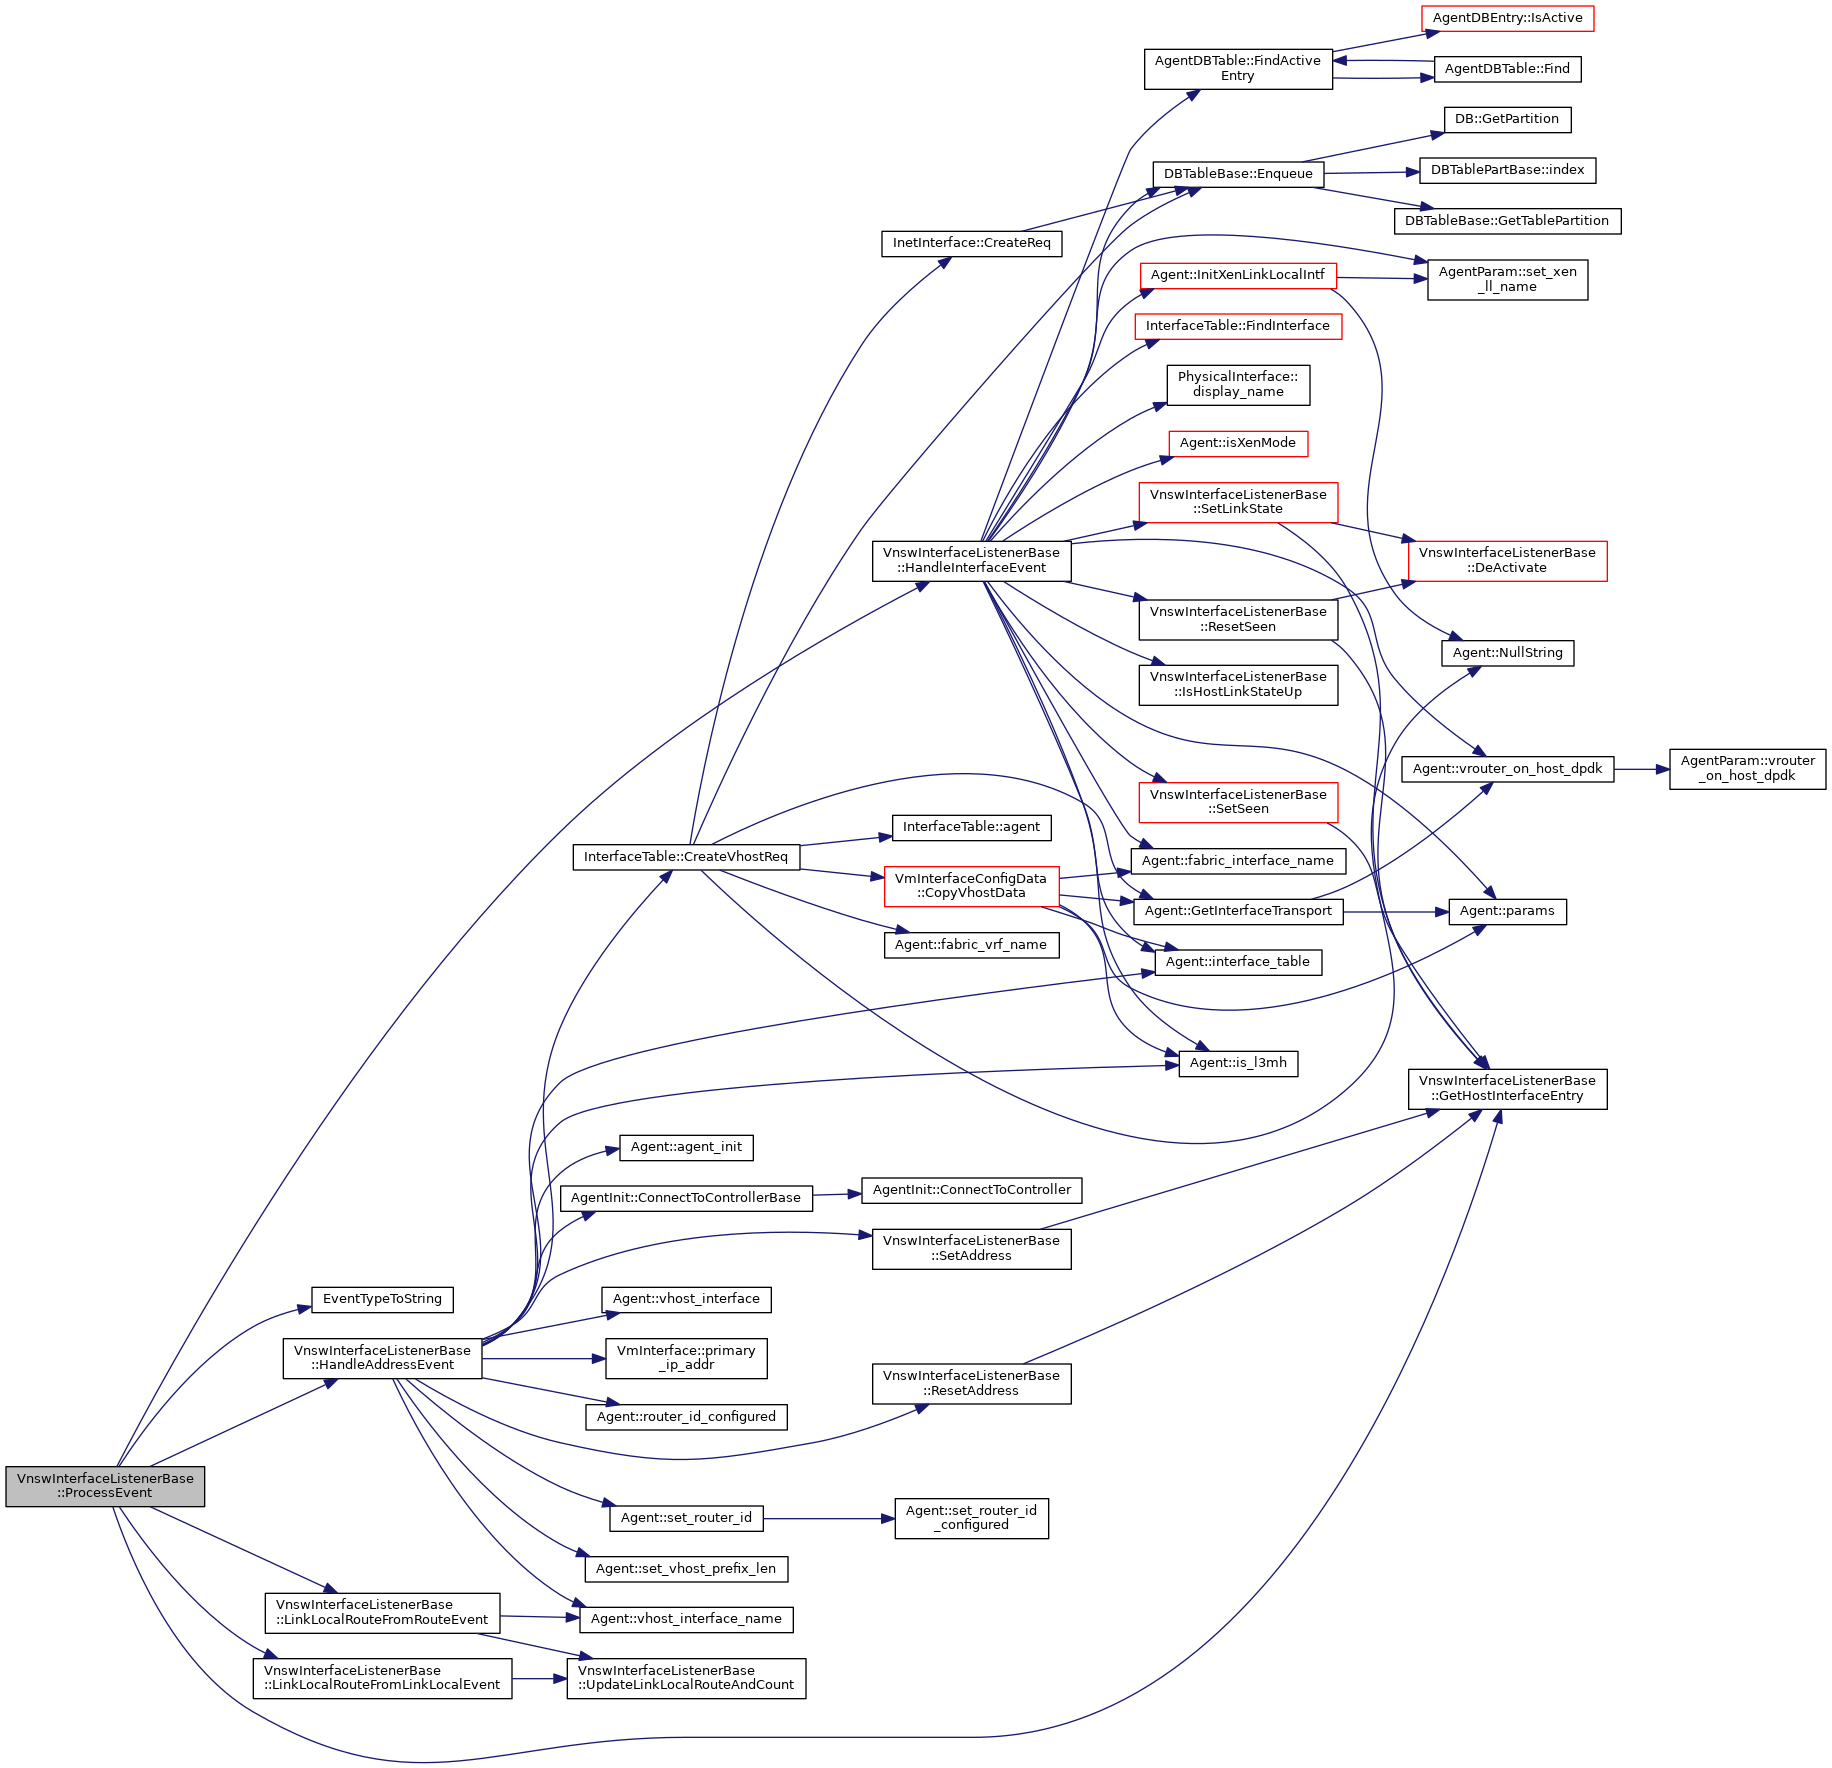 AgentDBEntry::IsActive
AgentDBTable::FindActive
Entry
AgentDBTable::Find
DB::GetPartition
DBTableBase::Enqueue
DBTablePartBase::index
DBTableBase::GetTablePartition
InetInterface::CreateReq
Agent::InitXenLinkLocalIntf
AgentParam::set_xen
_ll_name
InterfaceTable::FindInterface
PhysicalInterface::
display_name
Agent::isXenMode
VnswInterfaceListenerBase
::SetLinkState
VnswInterfaceListenerBase
::HandleInterfaceEvent
VnswInterfaceListenerBase
::DeActivate
VnswInterfaceListenerBase
::ResetSeen
Agent::NullString
VnswInterfaceListenerBase
::IsHostLinkStateUp
Agent::vrouter_on_host_dpdk
AgentParam::vrouter
_on_host_dpdk
VnswInterfaceListenerBase
::SetSeen
InterfaceTable::agent
InterfaceTable::CreateVhostReq
Agent::fabric_interface_name
VmInterfaceConfigData
::CopyVhostData
Agent::GetInterfaceTransport
Agent::params
Agent::fabric_vrf_name
Agent::interface_table
Agent::is_l3mh
VnswInterfaceListenerBase
::GetHostInterfaceEntry
Agent::agent_init
AgentInit::ConnectToControllerBase
AgentInit::ConnectToController
VnswInterfaceListenerBase
::SetAddress
EventTypeToString
Agent::vhost_interface
VnswInterfaceListenerBase
::HandleAddressEvent
VmInterface::primary
_ip_addr
VnswInterfaceListenerBase
::ResetAddress
Agent::router_id_configured
VnswInterfaceListenerBase
::ProcessEvent
Agent::set_router_id
Agent::set_router_id
_configured
Agent::set_vhost_prefix_len
VnswInterfaceListenerBase
::LinkLocalRouteFromRouteEvent
Agent::vhost_interface_name
VnswInterfaceListenerBase
::LinkLocalRouteFromLinkLocalEvent
VnswInterfaceListenerBase
::UpdateLinkLocalRouteAndCount